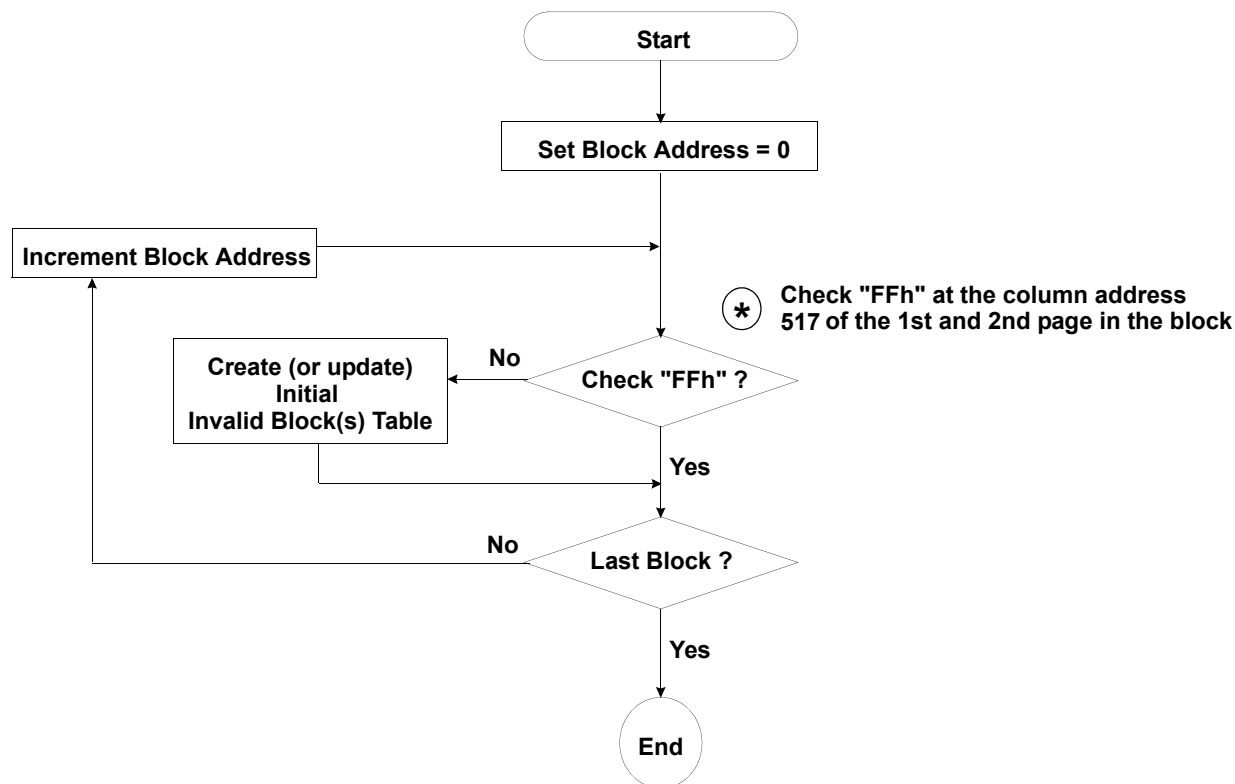 Start
Set Block Address = 0
Increment Block Address
* Check "FFh" at the column address
517 of the 1st and 2nd page in the block
No
Create (or update)
Initial
Invalid Block(s) Table
Check "FFh" ?
Yes
No
Last Block ?
Yes
End